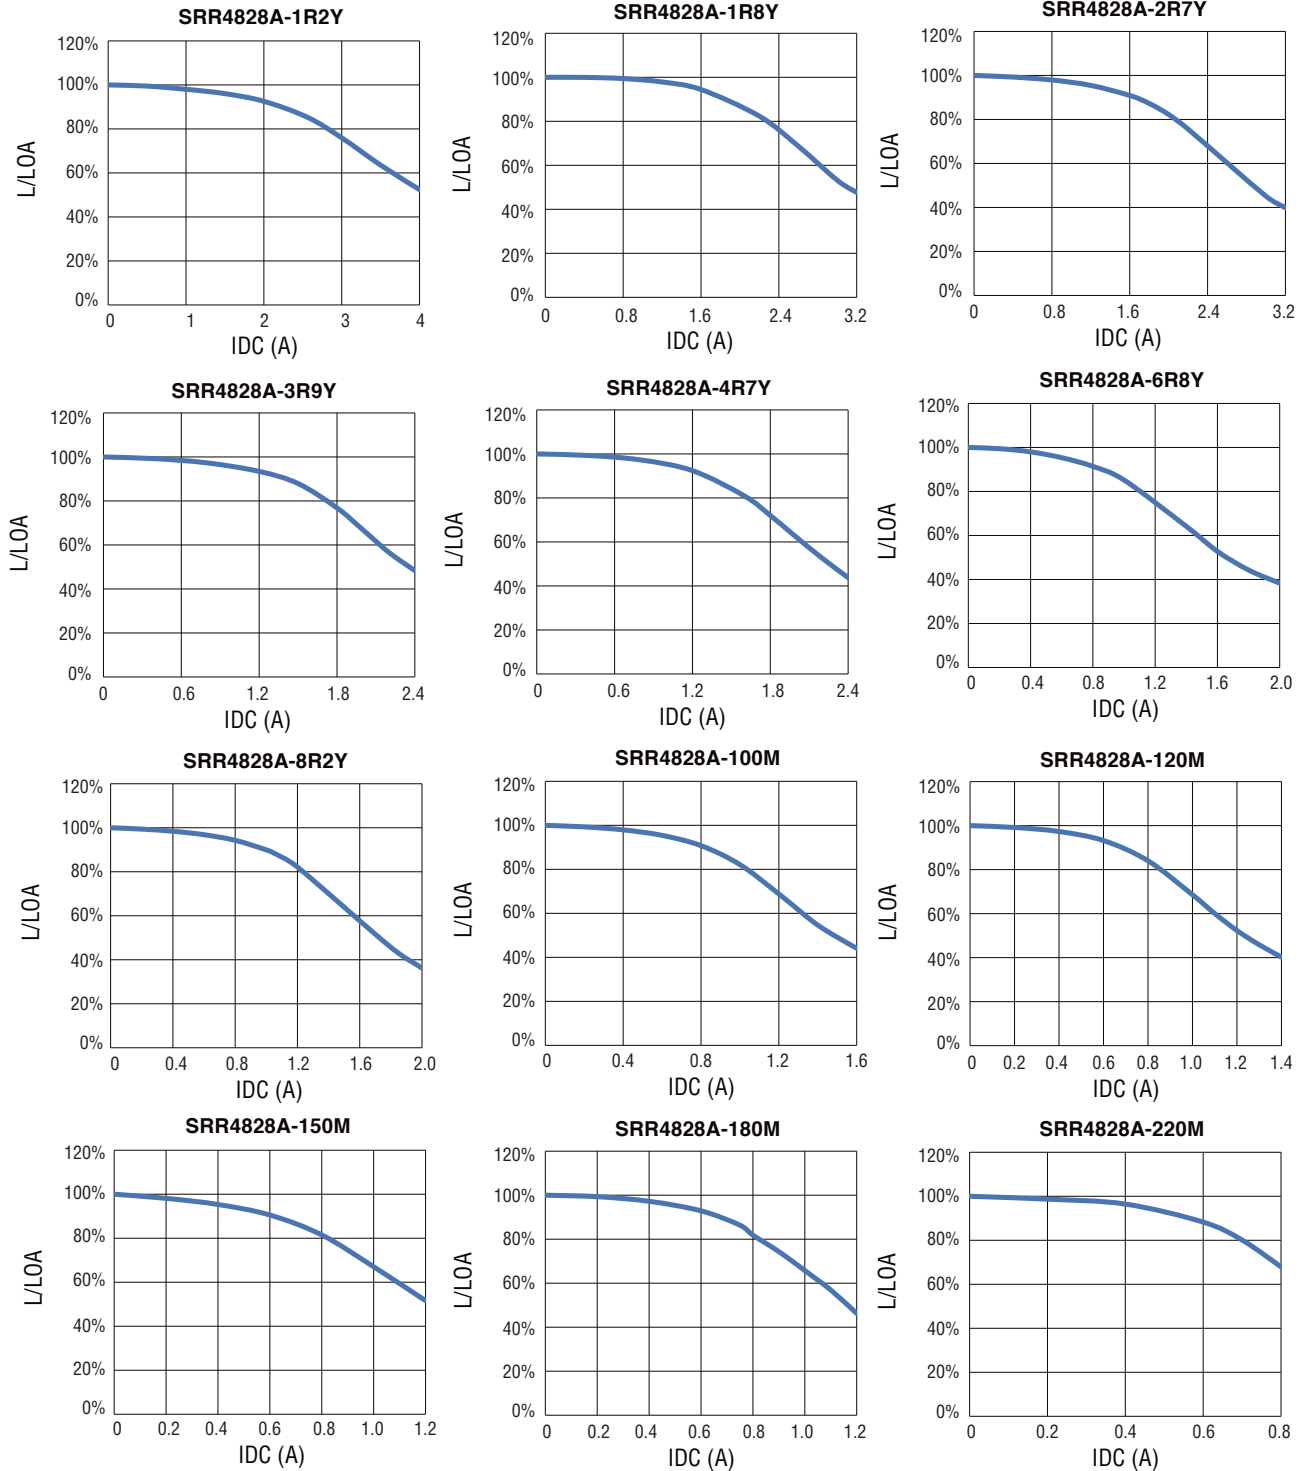 SRR4828A-1R2Y
120%
100%
80%
60%
40%
20%
0%
L/LOA
0 1 2 3 4
IDC (A)
SRR4828A-1R8Y
120%
100%
80%
60%
40%
20%
0%
L/LOA
0 0.8 1.6 2.4 3.2
IDC (A)
SRR4828A-2R7Y
120%
100%
80%
60%
40%
20%
0%
L/LOA
0 0.8 1.6 2.4 3.2
IDC (A)
SRR4828A-3R9Y
120%
100%
80%
60%
40%
20%
0%
L/LOA
0 0.6 1.2 1.8 2.4
IDC (A)
SRR4828A-4R7Y
120%
100%
80%
60%
40%
20%
0%
L/LOA
0 0.6 1.2 1.8 2.4
IDC (A)
SRR4828A-6R8Y
120%
100%
80%
60%
40%
20%
0%
L/LOA
0 0.4 0.8 1.2 1.6 2.0
IDC (A)
SRR4828A-8R2Y
120%
100%
80%
60%
40%
20%
0%
L/LOA
0 0.4 0.8 1.2 1.6 2.0
IDC (A)
SRR4828A-100M
120%
100%
80%
60%
40%
20%
0%
L/LOA
0 0.4 0.8 1.2 1.6
IDC (A)
SRR4828A-120M
120%
100%
80%
60%
40%
20%
0%
L/LOA
0 0.2 0.4 0.6 0.8 1.0 1.2 1.4
IDC (A)
SRR4828A-150M
120%
100%
80%
60%
40%
20%
0%
L/LOA
0 0.2 0.4 0.6 0.8 1.0 1.2
IDC (A)
SRR4828A-180M
120%
100%
80%
60%
40%
20%
0%
L/LOA
0 0.2 0.4 0.6 0.8 1.0 1.2
IDC (A)
SRR4828A-220M
120%
100%
80%
60%
40%
20%
0%
L/LOA
0 0.2 0.4 0.6 0.8
IDC (A)